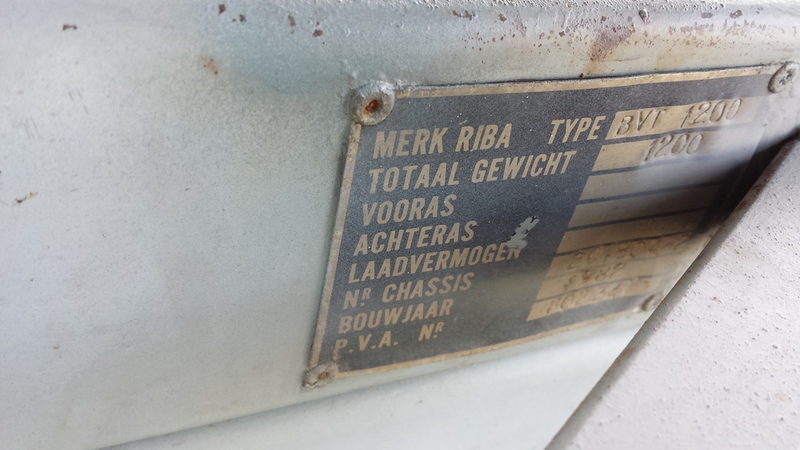 MERK RIBA TYPE BVT 1200
TOTAAL GEWICHT 1200
VOORAS
ACHTERAS
LAADVERMOGEN
NR CHASSIS
BOUWJAAR
P.V.A. NR